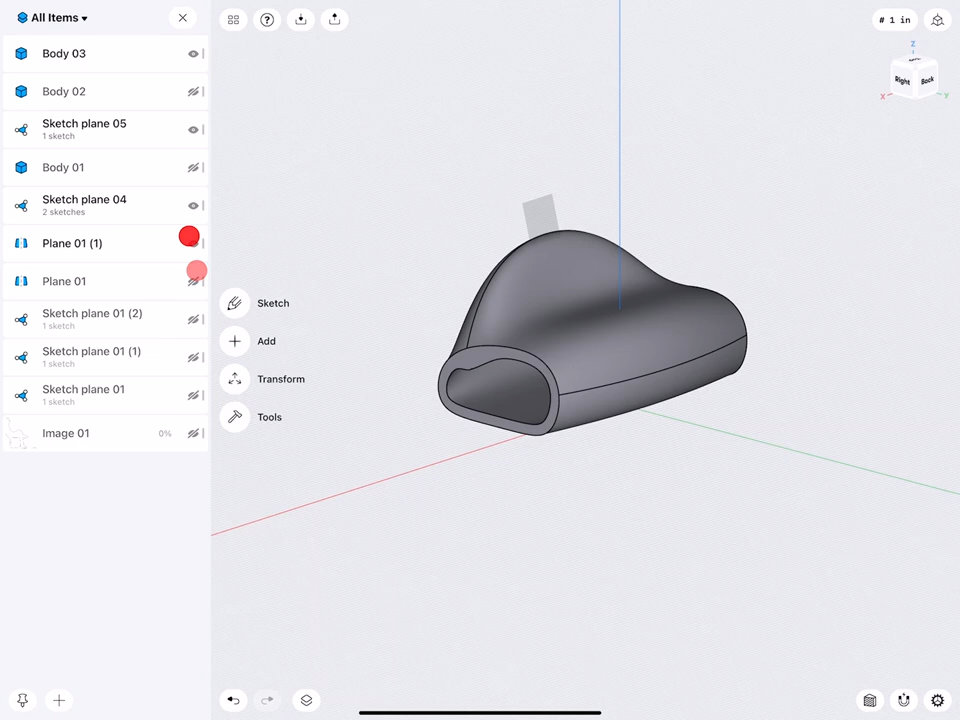 All Items ▾
# 1 in
Body 03
Body 02
Sketch plane 05
1 sketch
Body 01
Sketch plane 04
2 sketches
Plane 01 (1)
Plane 01
Sketch plane 01 (2)
1 sketch
Sketch plane 01 (1)
1 sketch
Sketch plane 01
1 sketch
Image 01 0%
Sketch
Add
Transform
Tools
Z
Right Back
X Y